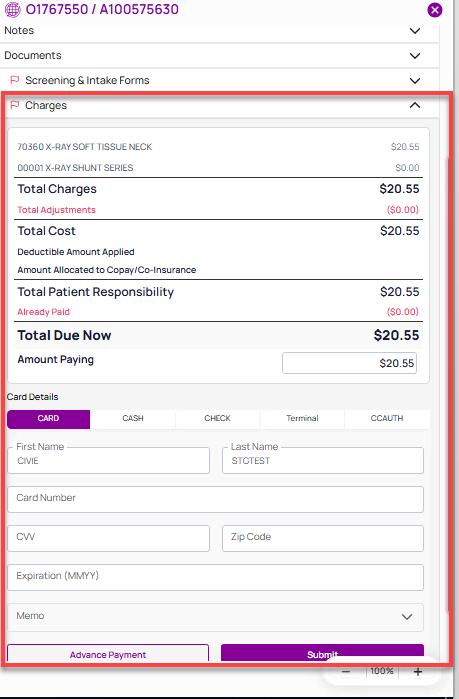 O1767550 / A100575630
Notes
Documents
Screening & Intake Forms
Charges
70360 X-RAY SOFT TISSUE NECK $20.55
00001 X-RAY SHUNT SERIES $0.00
Total Charges $20.55
Total Adjustments ($0.00)
Total Cost $20.55
Deductible Amount Applied
Amount Allocated to Copay/Co-Insurance
Total Patient Responsibility $20.55
Already Paid ($0.00)
Total Due Now $20.55
Amount Paying $20.55
Card Details
CARD CASH CHECK Terminal CCAUTH
First Name Last Name
CIVIE STGTEST
Card Number
CVV Zip Code
Expiration (MMYY)
Memo
Advance Payment Submit
− 100% +